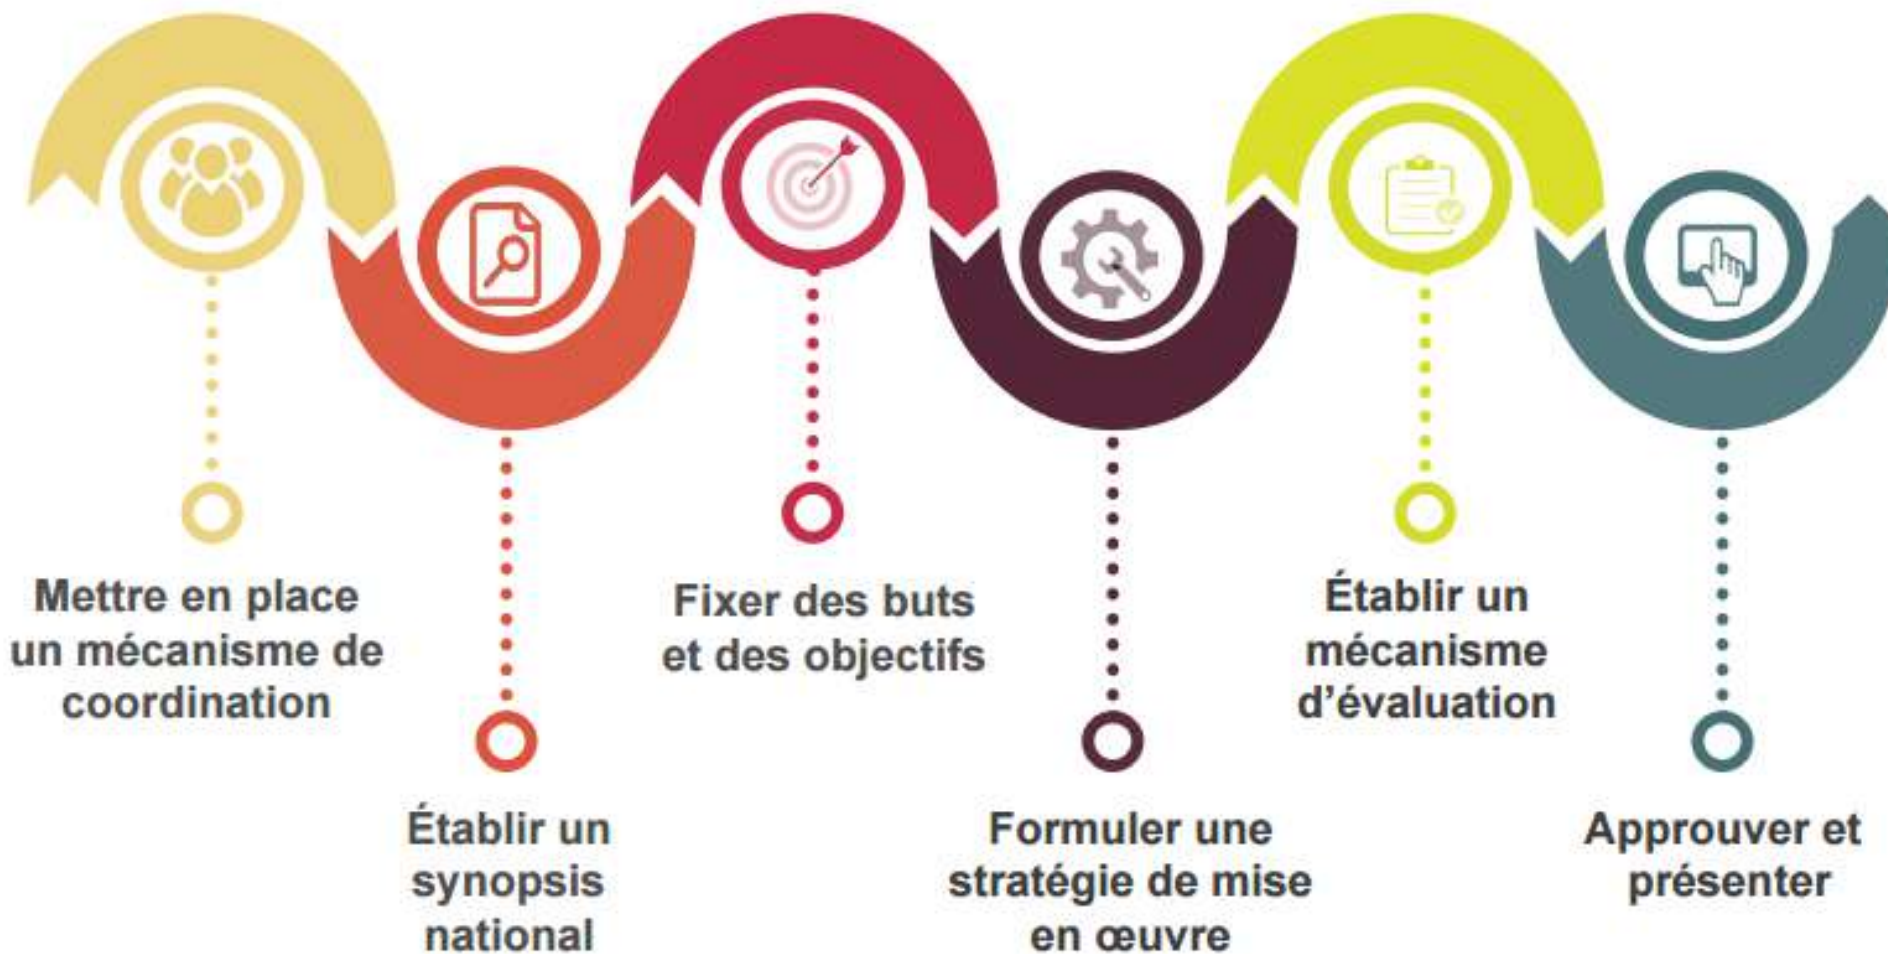 Mettre en place
un mécanisme de
coordination
Établir un
synopsis
national
Fixer des buts
et des objectifs
Formuler une
stratégie de mise
en œuvre
Établir un
mécanisme
d’évaluation
Approuver et
présenter